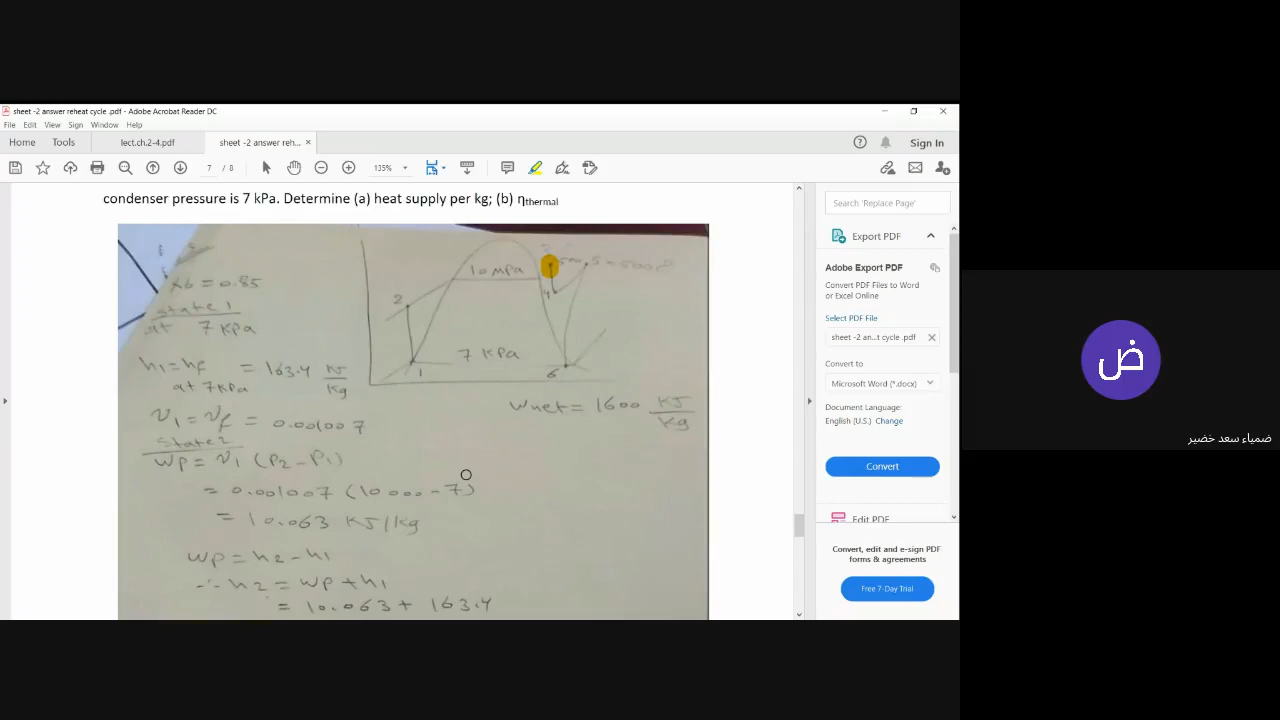 sheet -2 answer reheat cycle .pdf - Adobe Acrobat Reader DC
File Edit View Sign Window Help
Home Tools lect.ch.2-4.pdf sheet -2 answer reh... × Sign In
7 / 8 135%
condenser pressure is 7 kPa. Determine (a) heat supply per kg; (b) ηthermal
x6 = 0.85
State 1
at 7 kPa
h1 = hf at 7 kPa = 163.4 KJ/Kg
v1 = vf = 0.001007
State 2
wp = v1 (P2 - P1)
= 0.001007 (10000 - 7)
= 10.063 KJ/kg
wp = h2 - h1
∴ h2 = wp + h1
= 10.063 + 163.4
10 MPa
2
4
7 kPa
1
6
Wnet = 1600 KJ/Kg
Search 'Replace Page'
Export PDF
Adobe Export PDF
Convert PDF Files to Word
or Excel Online
Select PDF File
sheet -2 an...t cycle .pdf ×
Convert to
Microsoft Word (*.docx)
Document Language:
English (U.S.) Change
Convert
Edit PDF
Convert, edit and e-sign PDF
forms & agreements
Free 7-Day Trial
ض
ضمياء سعد خضير